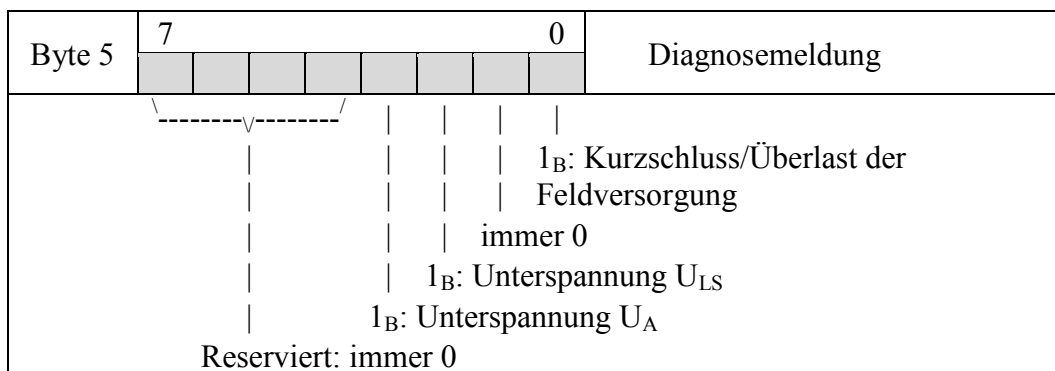 7 0
Byte 5 Diagnosemeldung
1B: Kurzschluss/Überlast der
Feldversorgung
immer 0
1B: Unterspannung ULS
1B: Unterspannung UA
Reserviert: immer 0